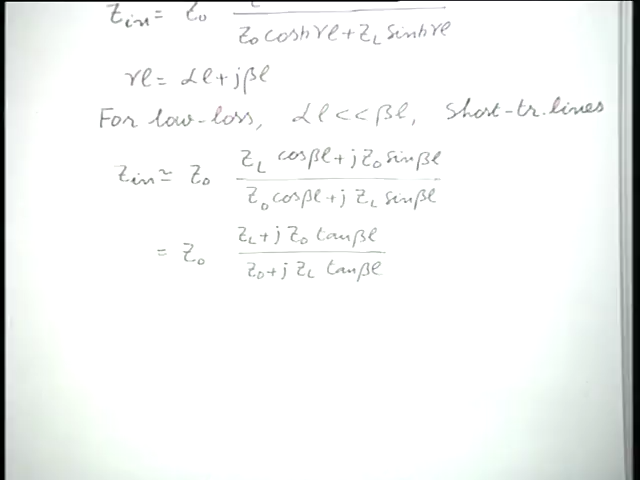 Zin = Z0 / Z0 coshγℓ + ZL sinhγℓ
γℓ = αℓ + jβℓ
For low-loss, αℓ << βℓ, Short-tr. lines
Zin ≃ Z0 ZL cosβℓ + j Z0 sinβℓ / Z0 cosβℓ + j ZL sinβℓ
= Z0 ZL + j Z0 tanβℓ / Z0 + j ZL tanβℓ